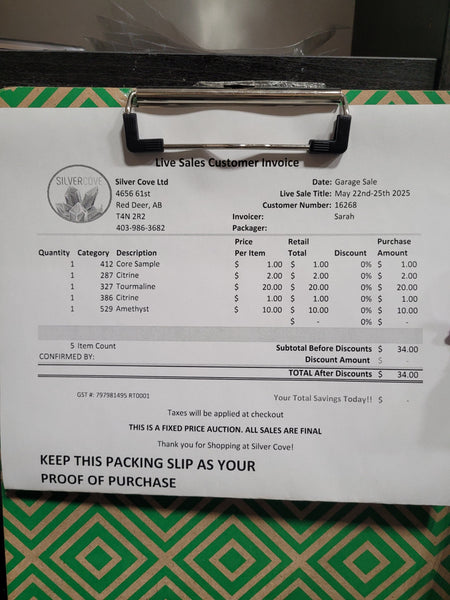 Live Sales Customer Invoice
SILVERCOVE
Silver Cove Ltd
4656 61st
Red Deer, AB
T4N 2R2
403-986-3682
Date: Garage Sale
Live Sale Title: May 22nd-25th 2025
Customer Number: 16268
Invoicer: Sarah
Packager:
Quantity Category Description Price Per Item Retail Total Discount Purchase Amount
1 412 Core Sample $ 1.00 $ 1.00 0% $ 1.00
1 287 Citrine $ 2.00 $ 2.00 0% $ 2.00
1 327 Tourmaline $ 20.00 $ 20.00 0% $ 20.00
1 386 Citrine $ 1.00 $ 1.00 0% $ 1.00
1 529 Amethyst $ 10.00 $ 10.00 0% $ 10.00
$ - 0% $ -
5 Item Count Subtotal Before Discounts $ 34.00
CONFIRMED BY: Discount Amount $ -
TOTAL After Discounts $ 34.00
GST #: 797981495 RT0001 Your Total Savings Today!! $ -
Taxes will be applied at checkout
THIS IS A FIXED PRICE AUCTION. ALL SALES ARE FINAL
Thank you for Shopping at Silver Cove!
KEEP THIS PACKING SLIP AS YOUR
PROOF OF PURCHASE